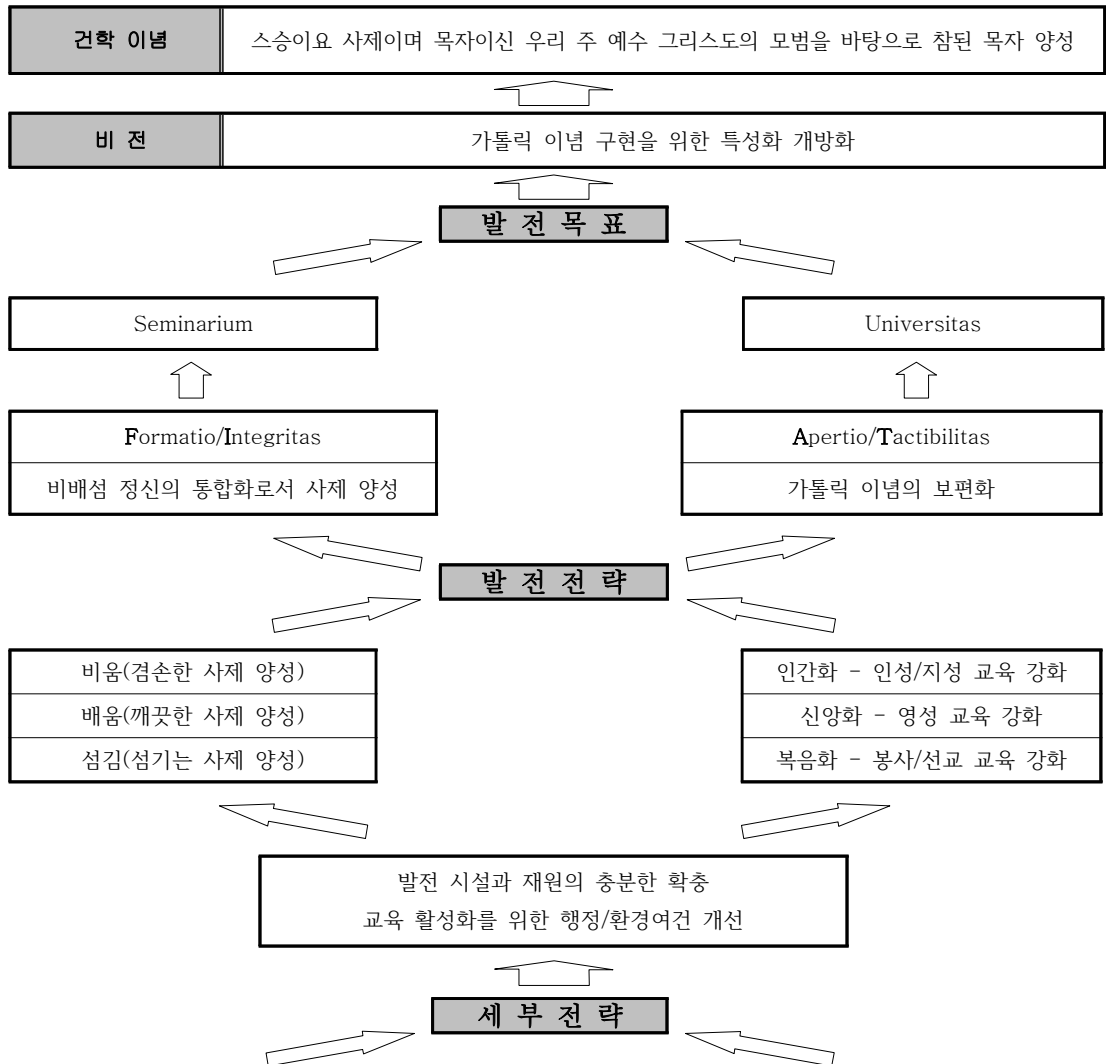 건학 이념
스승이요 사제이며 목자이신 우리 주 예수 그리스도의 모범을 바탕으로 참된 목자 양성
비 전
가톨릭 이념 구현을 위한 특성화 개방화
발 전 목 표
Seminarium
Universitas
Formatio/Integritas
비배섬 정신의 통합화로서 사제 양성
Apertio/Tactibilitas
가톨릭 이념의 보편화
발 전 전 략
비움(겸손한 사제 양성)
배움(깨끗한 사제 양성)
섬김(섬기는 사제 양성)
인간화 - 인성/지성 교육 강화
신앙화 - 영성 교육 강화
복음화 - 봉사/선교 교육 강화
발전 시설과 재원의 충분한 확충
교육 활성화를 위한 행정/환경여건 개선
세 부 전 략